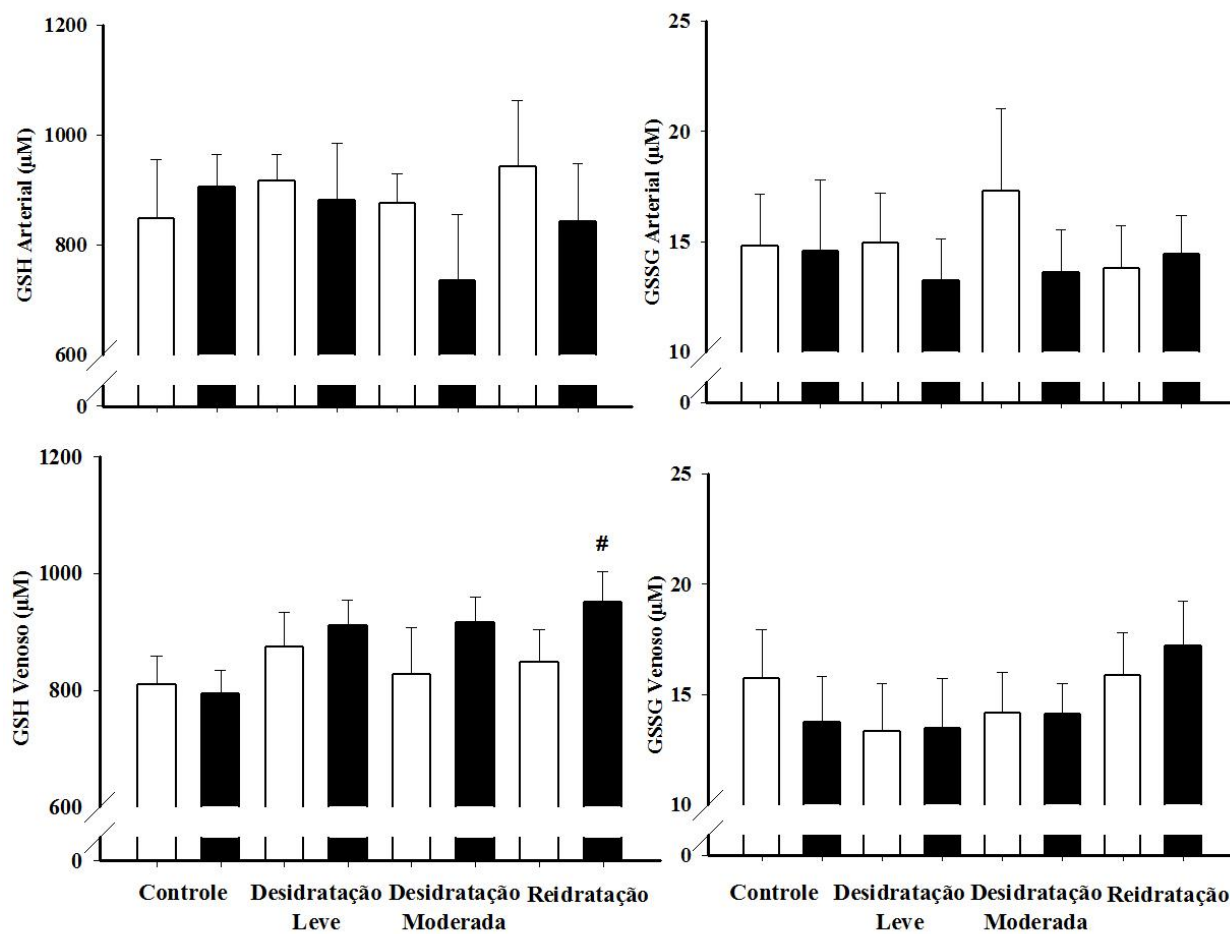 1200
1000
800
600
0
GSH Arterial (µM)
25
20
15
10
0
GSSG Arterial (µM)
1200
1000
800
600
0
GSH Venoso (µM)
#
Controle
Desidratação
Leve
Desidratação
Moderada
Reidratação
25
20
15
10
0
GSSG Venoso (µM)
Controle
Desidratação
Leve
Desidratação
Moderada
Reidratação